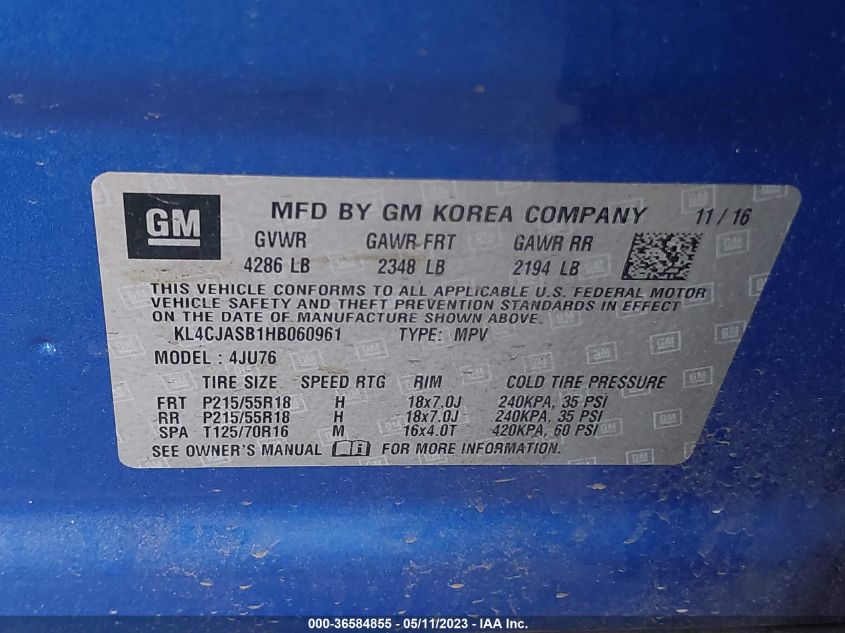 GM
MFD BY GM KOREA COMPANY 11 / 16
GVWR GAWR FRT GAWR RR
4286 LB 2348 LB 2194 LB
THIS VEHICLE CONFORMS TO ALL APPLICABLE U.S. FEDERAL MOTOR
VEHICLE SAFETY AND THEFT PREVENTION STANDARDS IN EFFECT
ON THE DATE OF MANUFACTURE SHOWN ABOVE.
KL4CJASB1HB060961 TYPE: MPV
MODEL : 4JU76
TIRE SIZE SPEED RTG RIM COLD TIRE PRESSURE
FRT P215/55R18 H 18x7.0J 240KPA, 35 PSI
RR P215/55R18 H 18x7.0J 240KPA, 35 PSI
SPA T125/70R16 M 16x4.0T 420KPA, 60 PSI
SEE OWNER'S MANUAL FOR MORE INFORMATION.
000-36584855 - 05/11/2023 - IAA Inc.